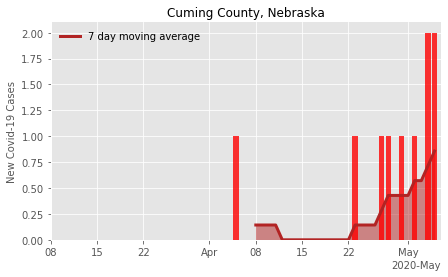 Cuming County, Nebraska
7 day moving average
New Covid-19 Cases
2.00
1.75
1.50
1.25
1.00
0.75
0.50
0.25
0.00
08 15 22 Apr 08 15 22 May
2020-May